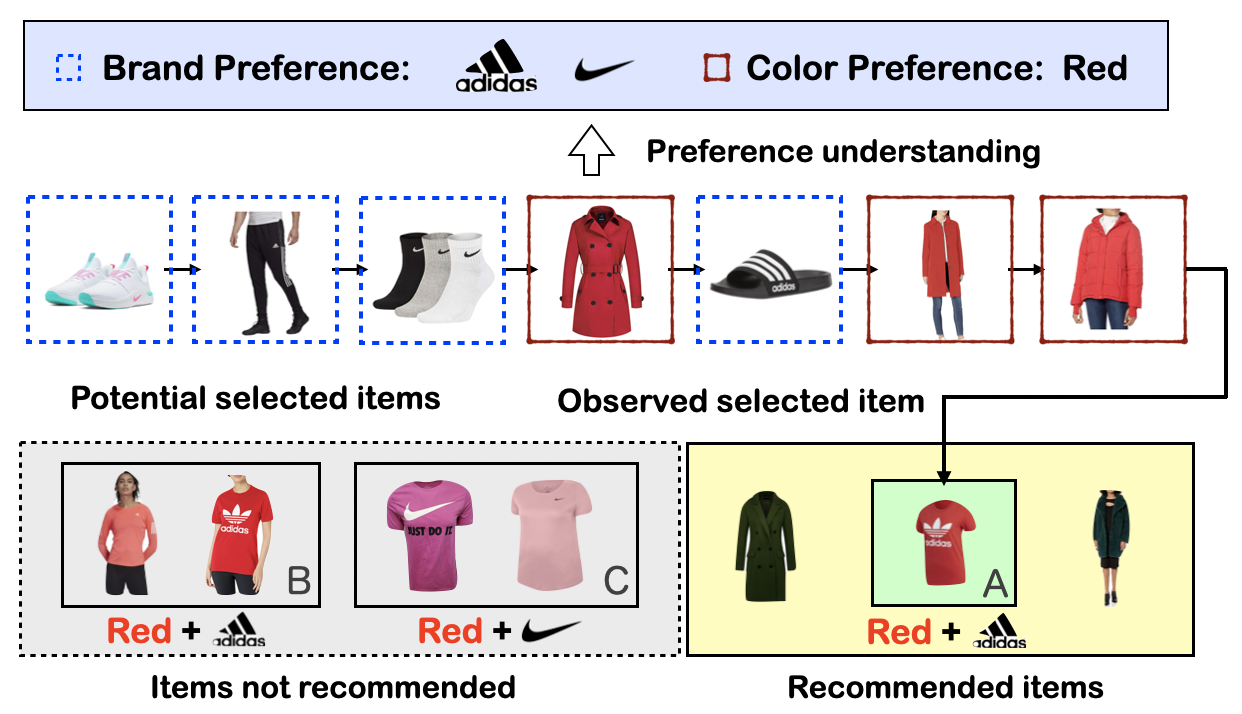 Brand Preference: adidas Color Preference: Red
Preference understanding
adidas
Potential selected items
Observed selected item
JUST DO IT.
adidas
adidas
B
C
A
Red + adidas
Red +
Red + adidas
Items not recommended
Recommended items